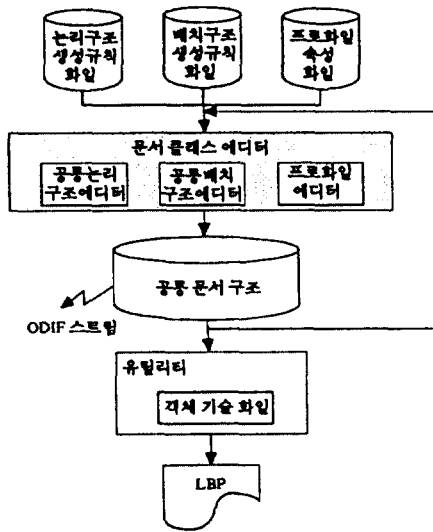 논리구조
생성규칙
화일
배치구조
생성규칙
화일
프로화일
속성
화일
문서 클래스 에디터
공통논리
구조에디터
공통배치
구조에디터
프로화일
에디터
공통 문서 구조
ODIF 스트림
유틸리티
객체 기술 화일
LBP